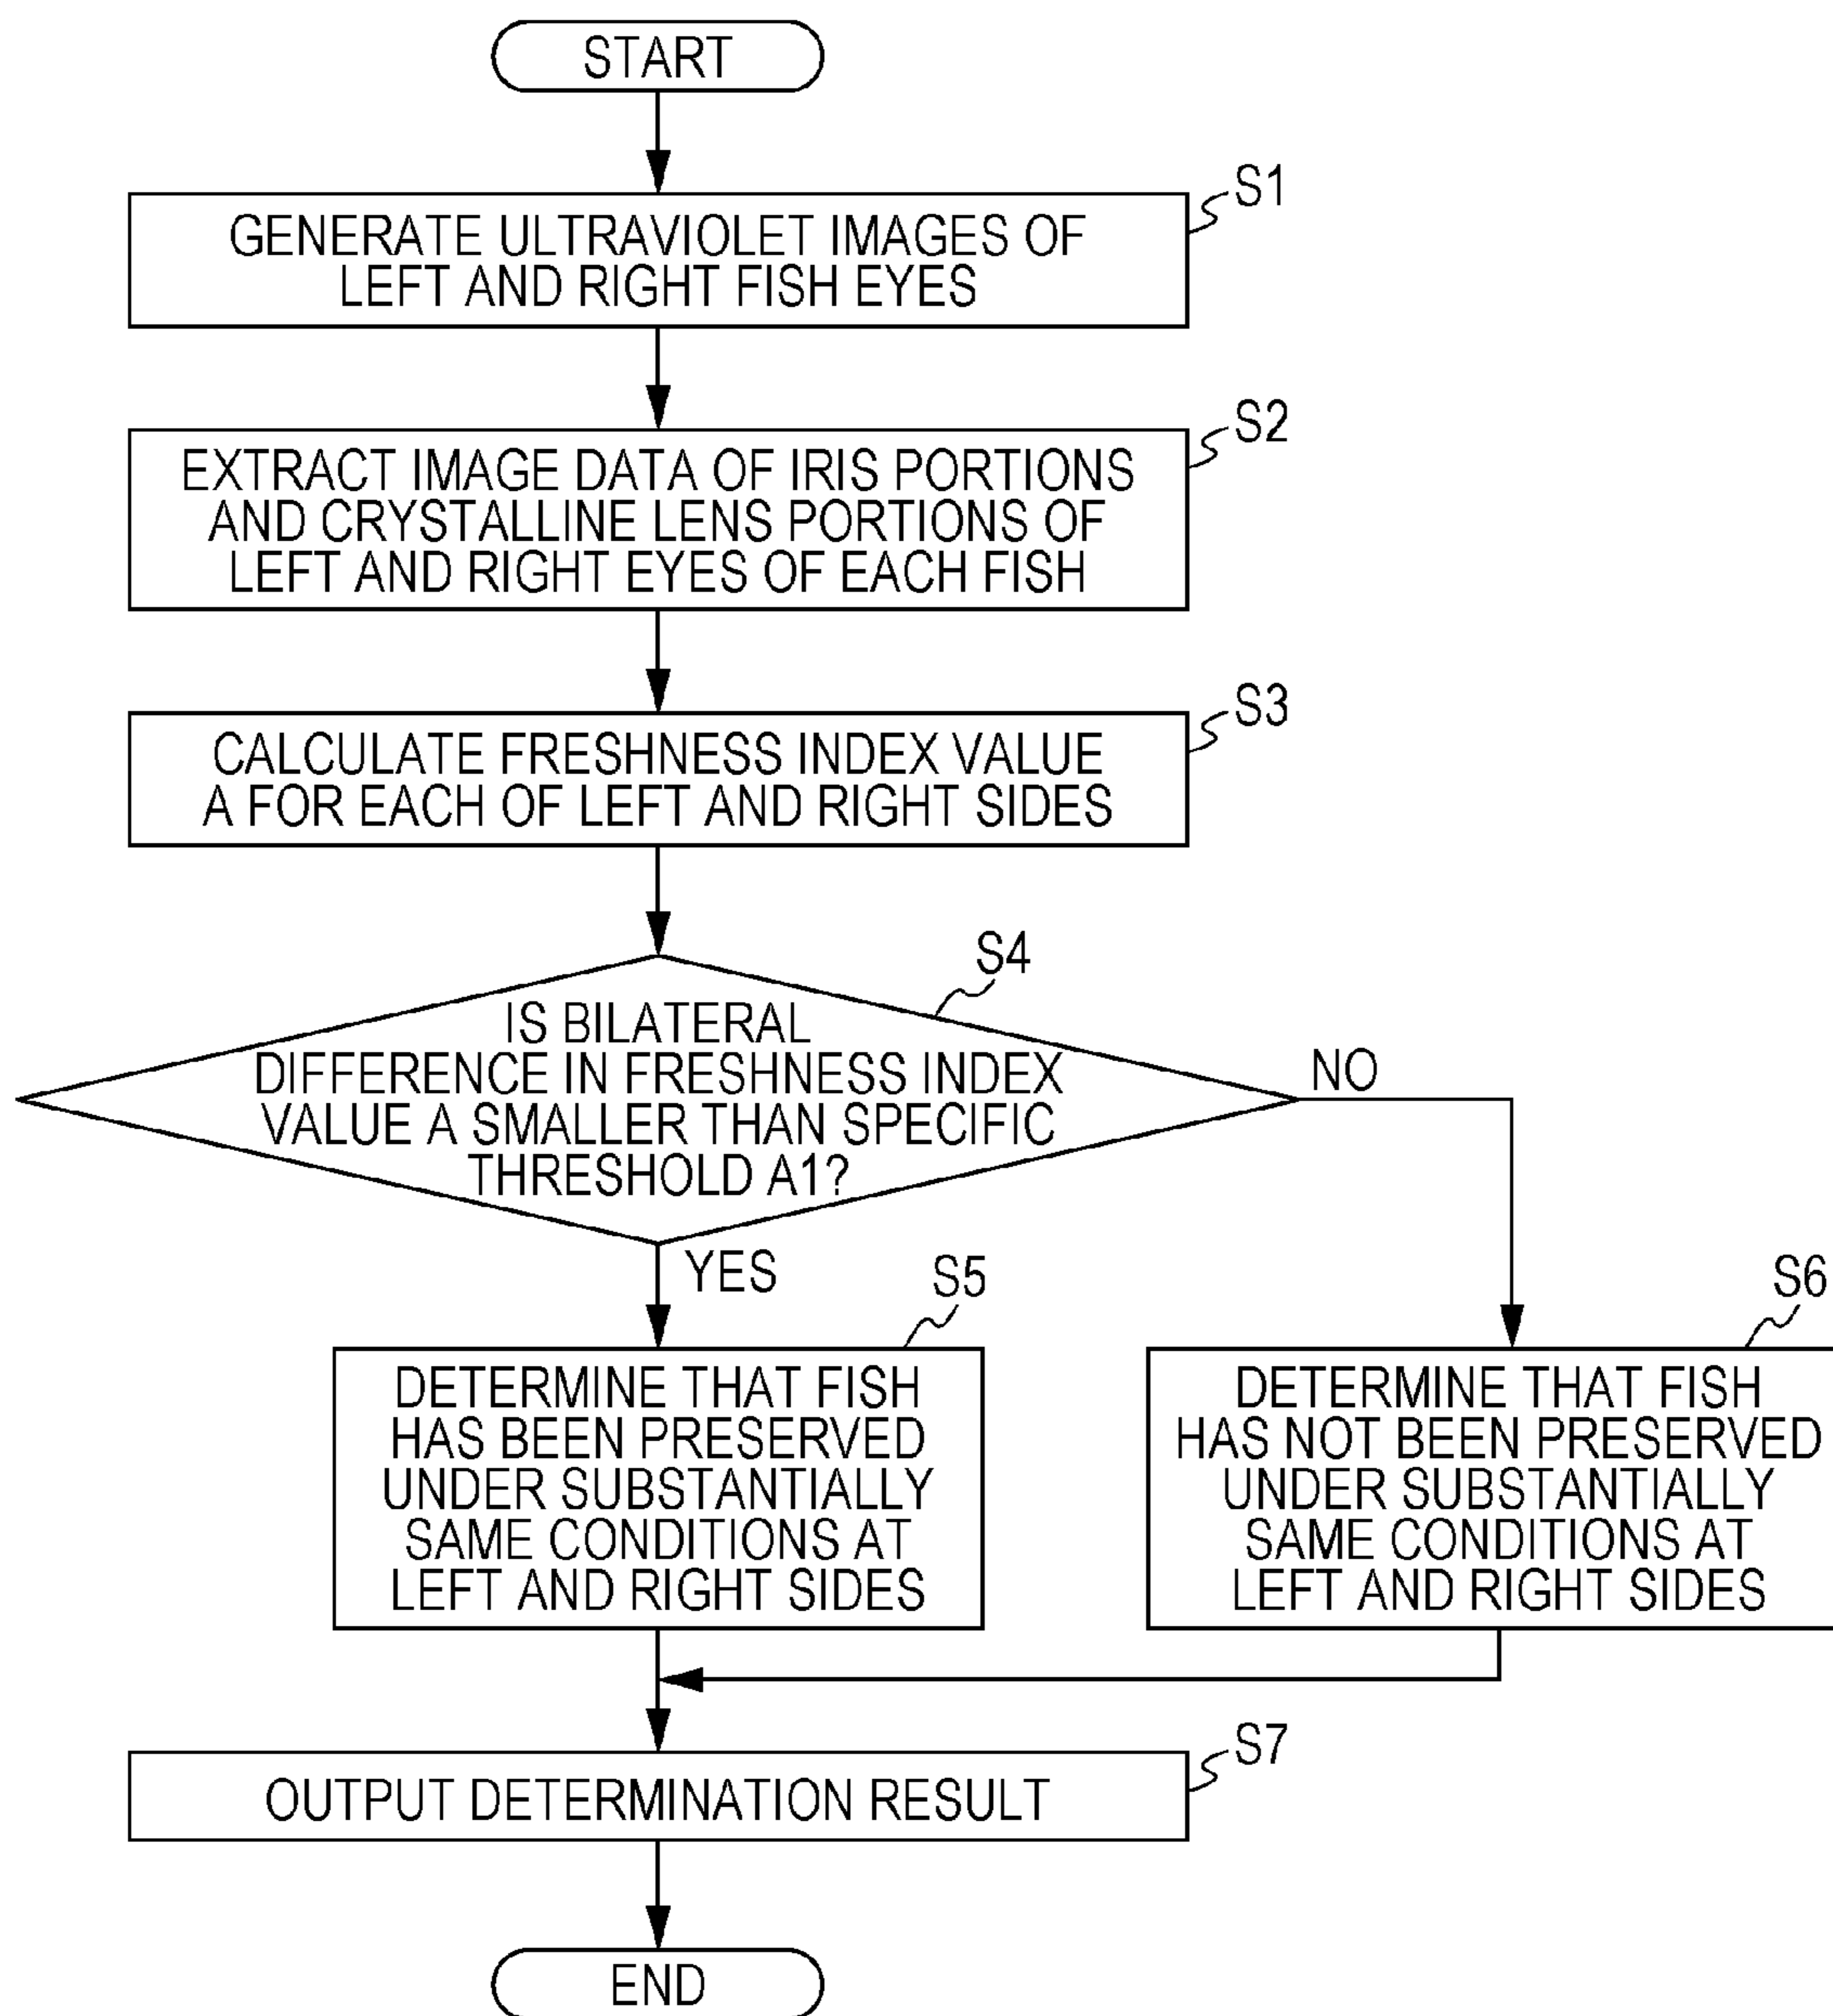 START
S1
GENERATE ULTRAVIOLET IMAGES OF
LEFT AND RIGHT FISH EYES
S2
EXTRACT IMAGE DATA OF IRIS PORTIONS
AND CRYSTALLINE LENS PORTIONS OF
LEFT AND RIGHT EYES OF EACH FISH
S3
CALCULATE FRESHNESS INDEX VALUE
A FOR EACH OF LEFT AND RIGHT SIDES
S4
IS BILATERAL
DIFFERENCE IN FRESHNESS INDEX
VALUE A SMALLER THAN SPECIFIC
THRESHOLD A1?
NO
YES
S5
DETERMINE THAT FISH
HAS BEEN PRESERVED
UNDER SUBSTANTIALLY
SAME CONDITIONS AT
LEFT AND RIGHT SIDES
S6
DETERMINE THAT FISH
HAS NOT BEEN PRESERVED
UNDER SUBSTANTIALLY
SAME CONDITIONS AT
LEFT AND RIGHT SIDES
S7
OUTPUT DETERMINATION RESULT
END